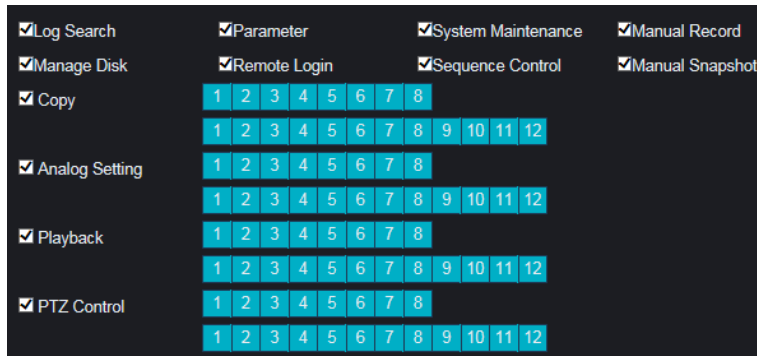 Log Search Parameter System Maintenance Manual Record
Manage Disk Remote Login Sequence Control Manual Snapshot
Copy 1 2 3 4 5 6 7 8
1 2 3 4 5 6 7 8 9 10 11 12
Analog Setting 1 2 3 4 5 6 7 8
1 2 3 4 5 6 7 8 9 10 11 12
Playback 1 2 3 4 5 6 7 8
1 2 3 4 5 6 7 8 9 10 11 12
PTZ Control 1 2 3 4 5 6 7 8
1 2 3 4 5 6 7 8 9 10 11 12